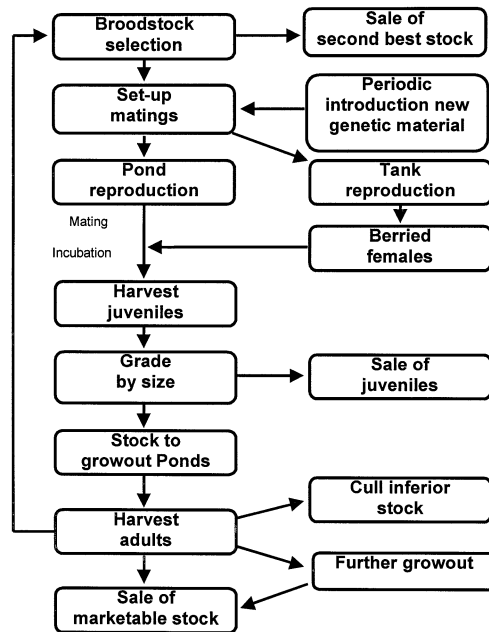 Broodstock
selection
Sale of
second best stock
Set-up
matings
Periodic
introduction new
genetic material
Pond
reproduction
Tank
reproduction
Mating
Incubation
Berried
females
Harvest
juveniles
Grade
by size
Sale of
juveniles
Stock to
growout Ponds
Harvest
adults
Cull inferior
stock
Further growout
Sale of
marketable stock